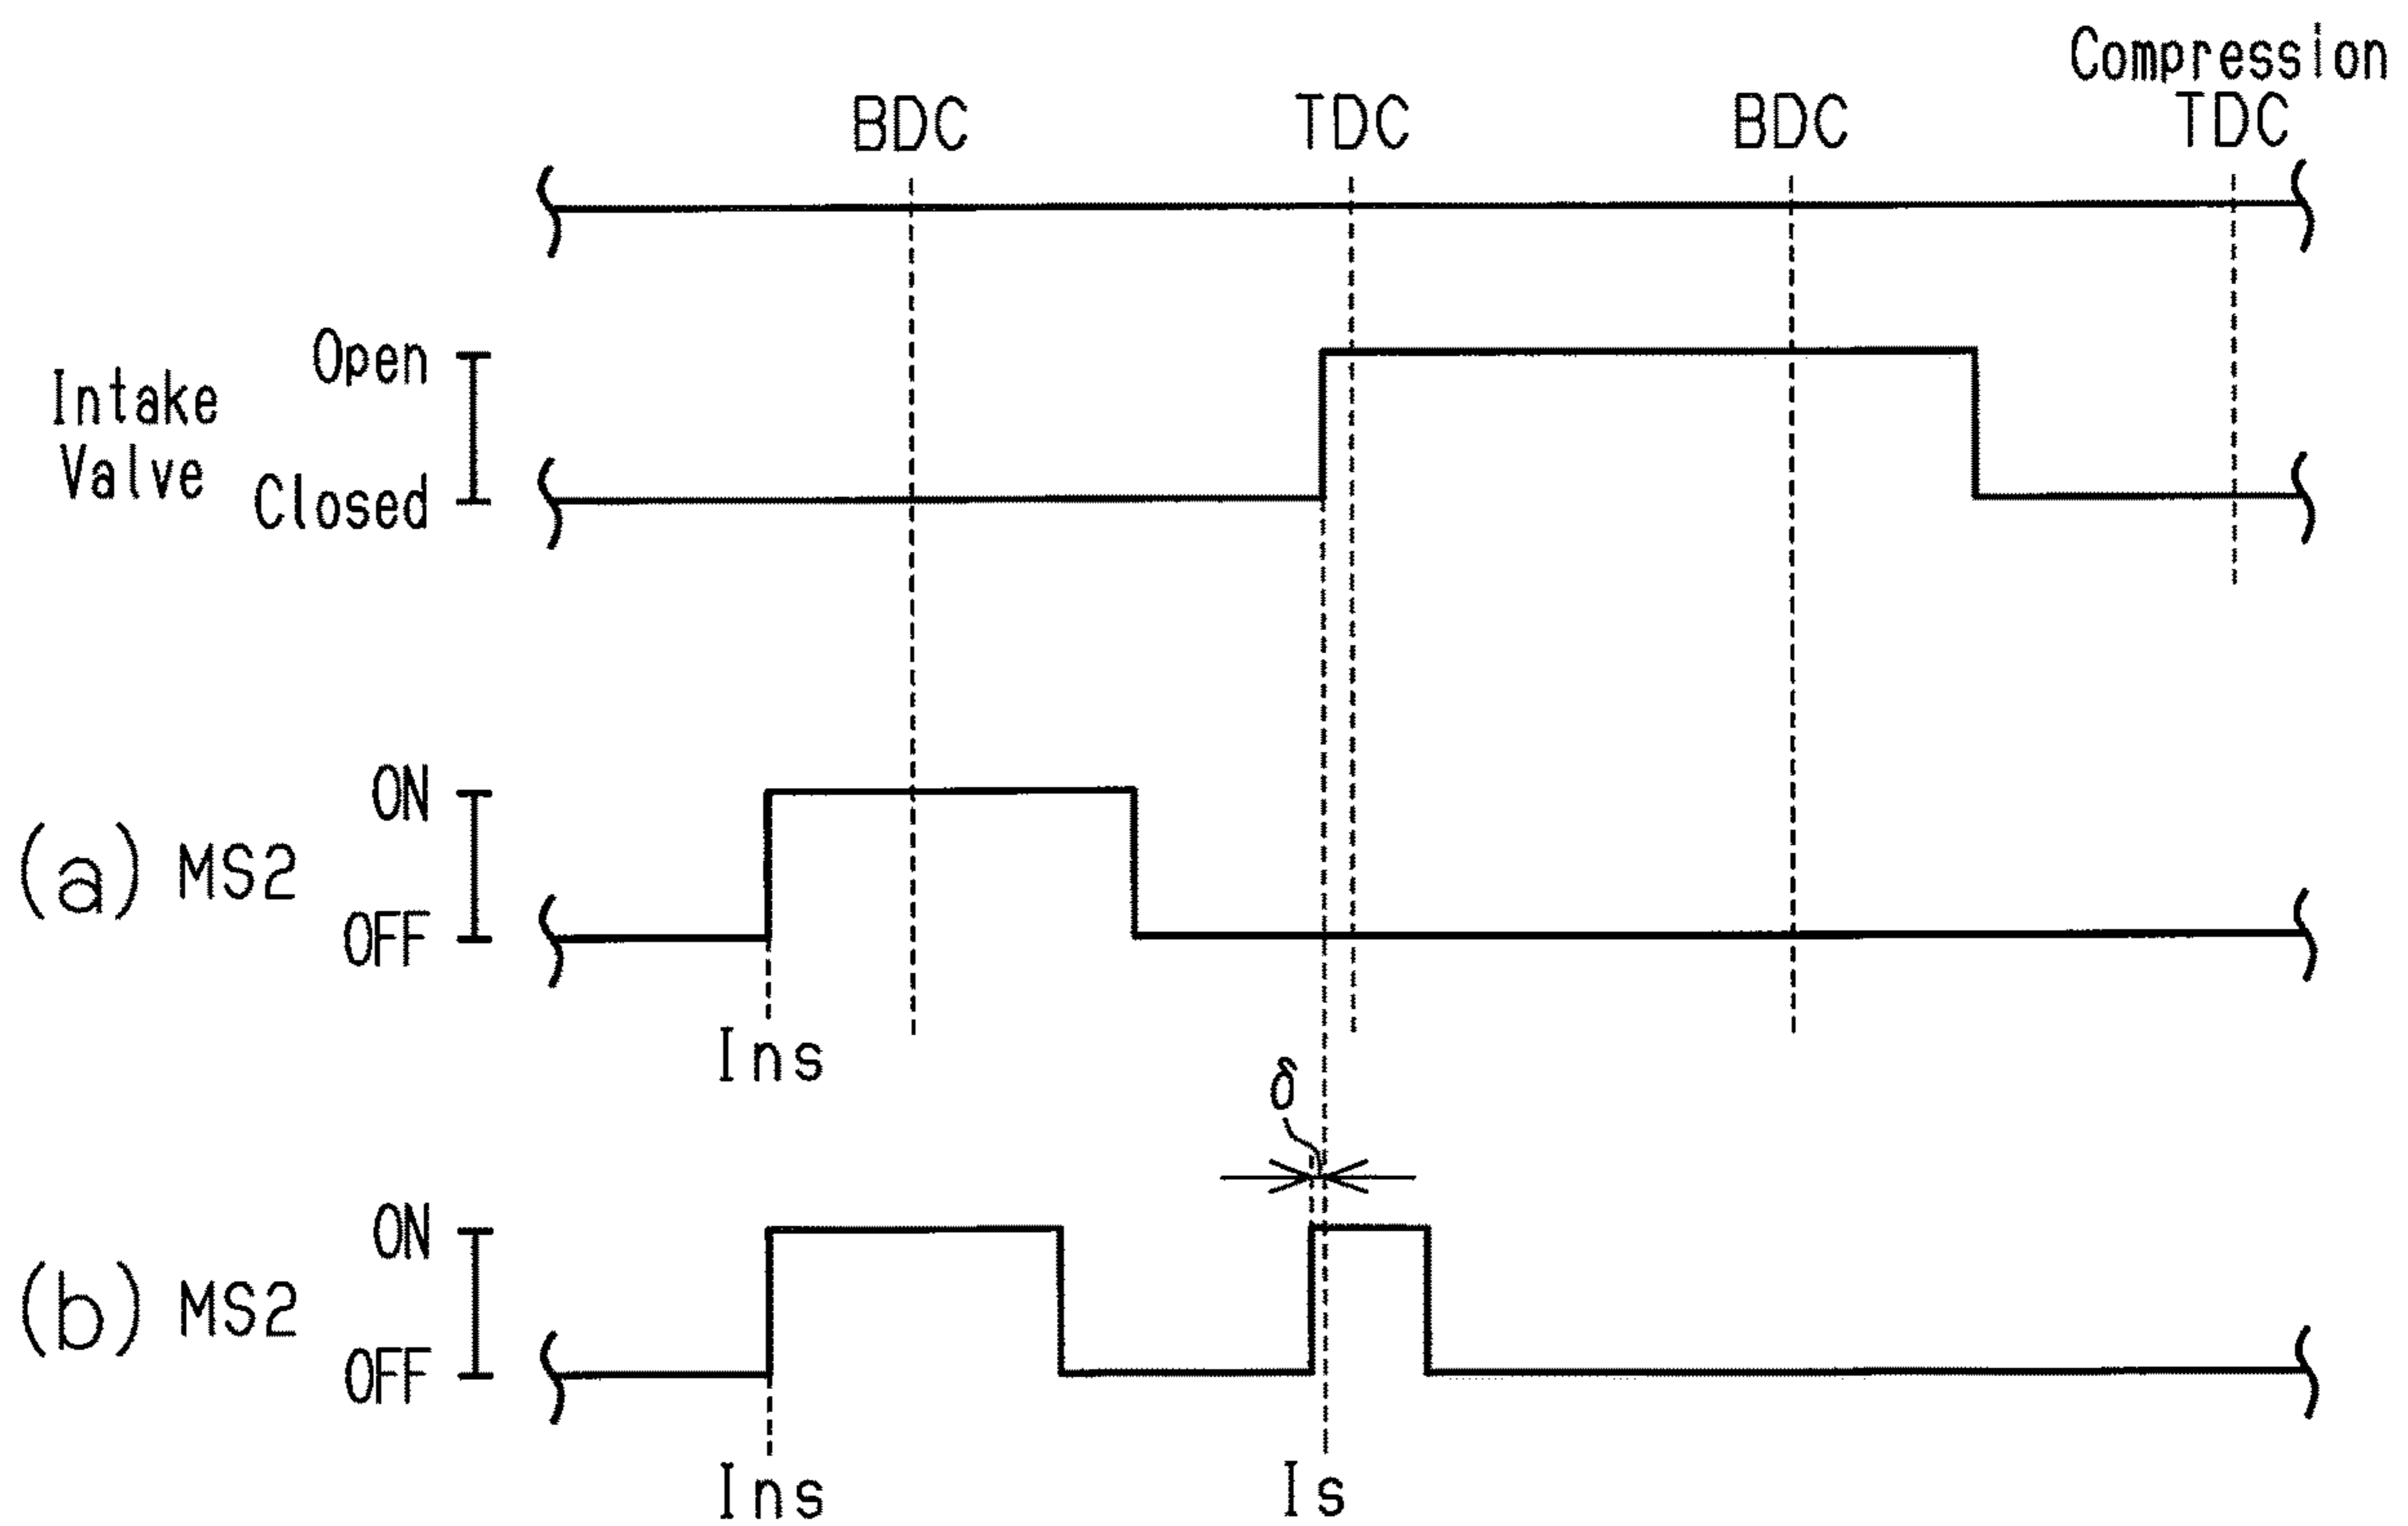 Compression
BDC TDC BDC TDC
Open
Intake
Valve
Closed
ON
(a) MS2
OFF
Ins
δ
ON
(b) MS2
OFF
Ins Is